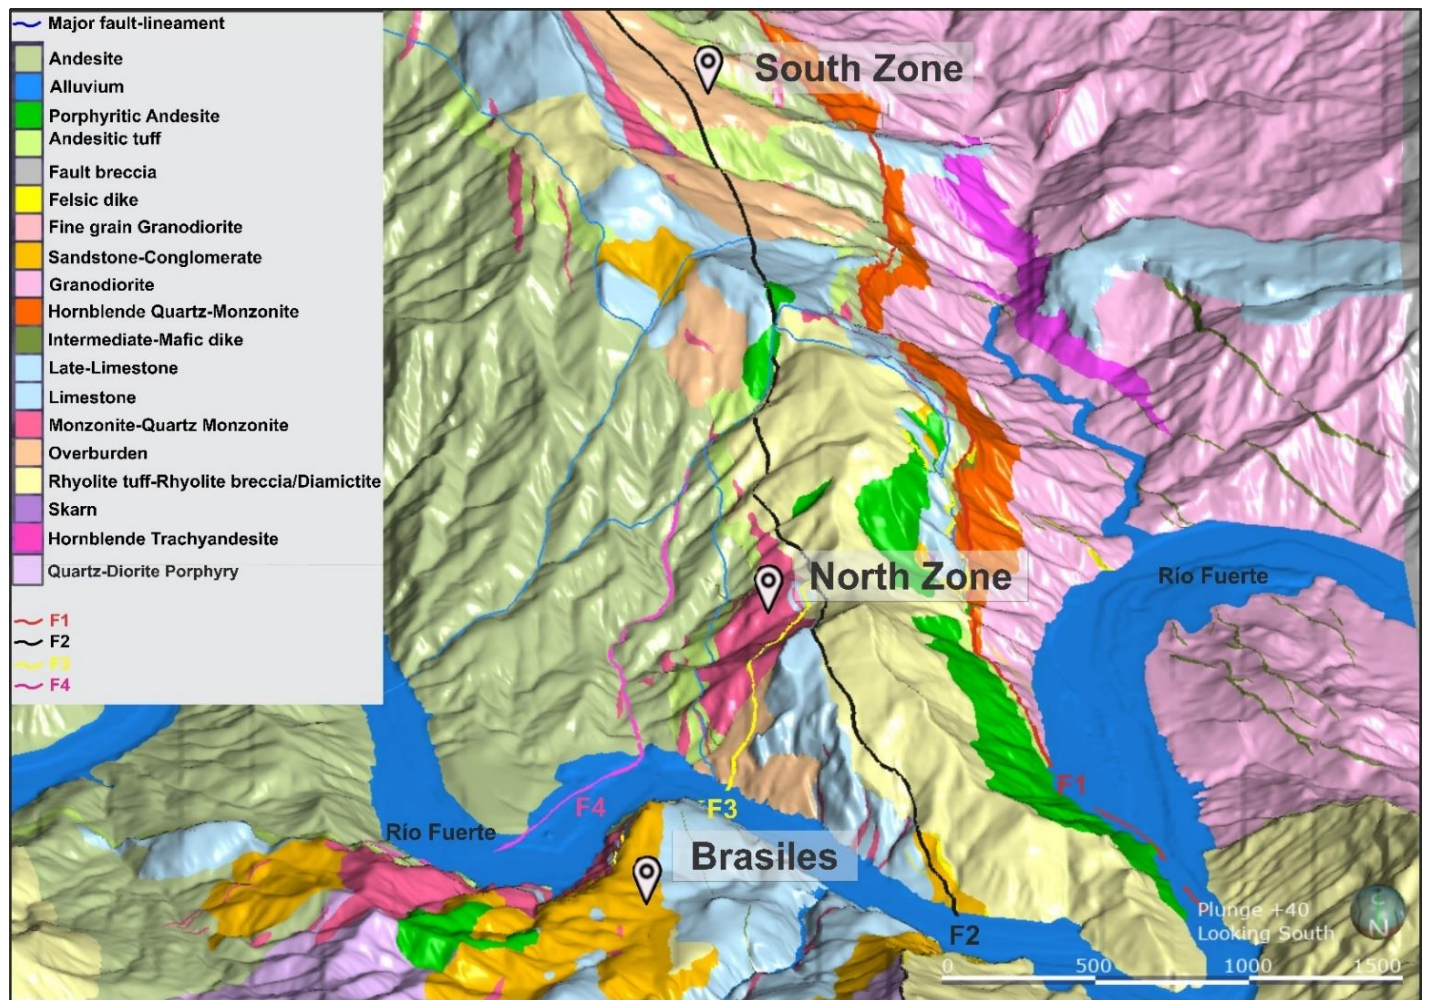 Major fault-lineament
Andesite
Alluvium
Porphyritic Andesite
Andesitic tuff
Fault breccia
Felsic dike
Fine grain Granodiorite
Sandstone-Conglomerate
Granodiorite
Hornblende Quartz-Monzonite
Intermediate-Mafic dike
Late-Limestone
Limestone
Monzonite-Quartz Monzonite
Overburden
Rhyolite tuff-Rhyolite breccia/Diamictite
Skarn
Hornblende Trachyandesite
Quartz-Diorite Porphyry
F1
F2
F3
F4
South Zone
North Zone
Río Fuerte
F1
F4
F3
Río Fuerte
Brasiles
F2
Plunge +40
Looking South
N
0
500
1000
1500